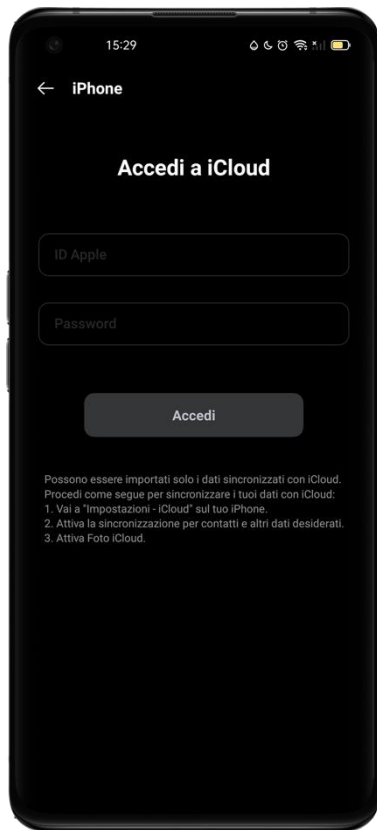 15:29
iPhone
Accedi a iCloud
ID Apple
Password
Accedi
Possono essere importati solo i dati sincronizzati con iCloud.
Procedi come segue per sincronizzare i tuoi dati con iCloud:
1. Vai a "Impostazioni - iCloud" sul tuo iPhone.
2. Attiva la sincronizzazione per contatti e altri dati desiderati.
3. Attiva Foto iCloud.